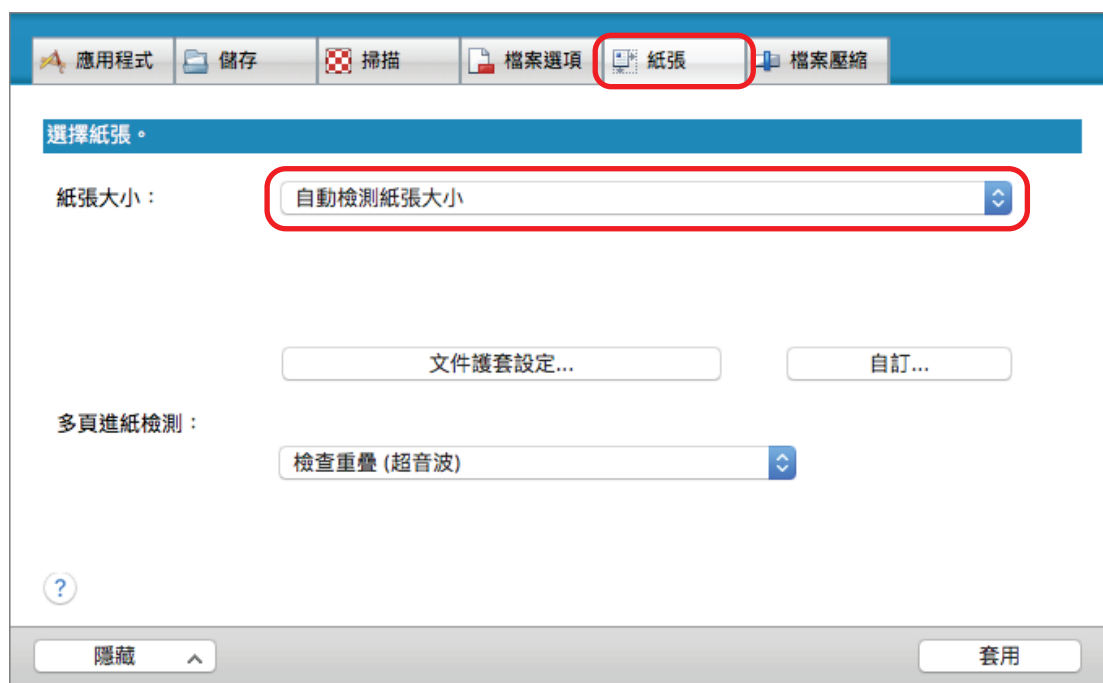 應用程式 儲存 掃描 檔案選項 紙張 檔案壓縮
選擇紙張。
紙張大小： 自動檢測紙張大小
文件護套設定... 自訂...
多頁進紙檢測：
檢查重疊 (超音波)
?
隱藏 套用